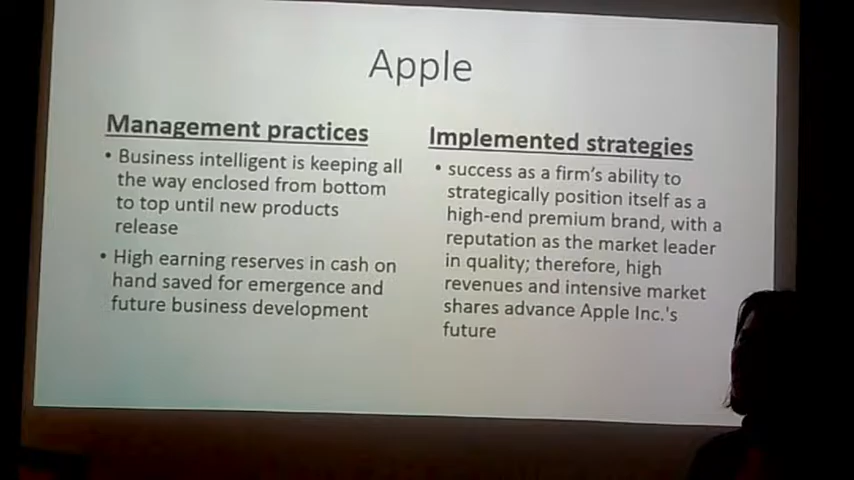 Apple
Management practices
• Business intelligent is keeping all
the way enclosed from bottom
to top until new products
release
• High earning reserves in cash on
hand saved for emergence and
future business development
Implemented strategies
• success as a firm's ability to
strategically position itself as a
high-end premium brand, with a
reputation as the market leader
in quality; therefore, high
revenues and intensive market
shares advance Apple Inc.'s
future